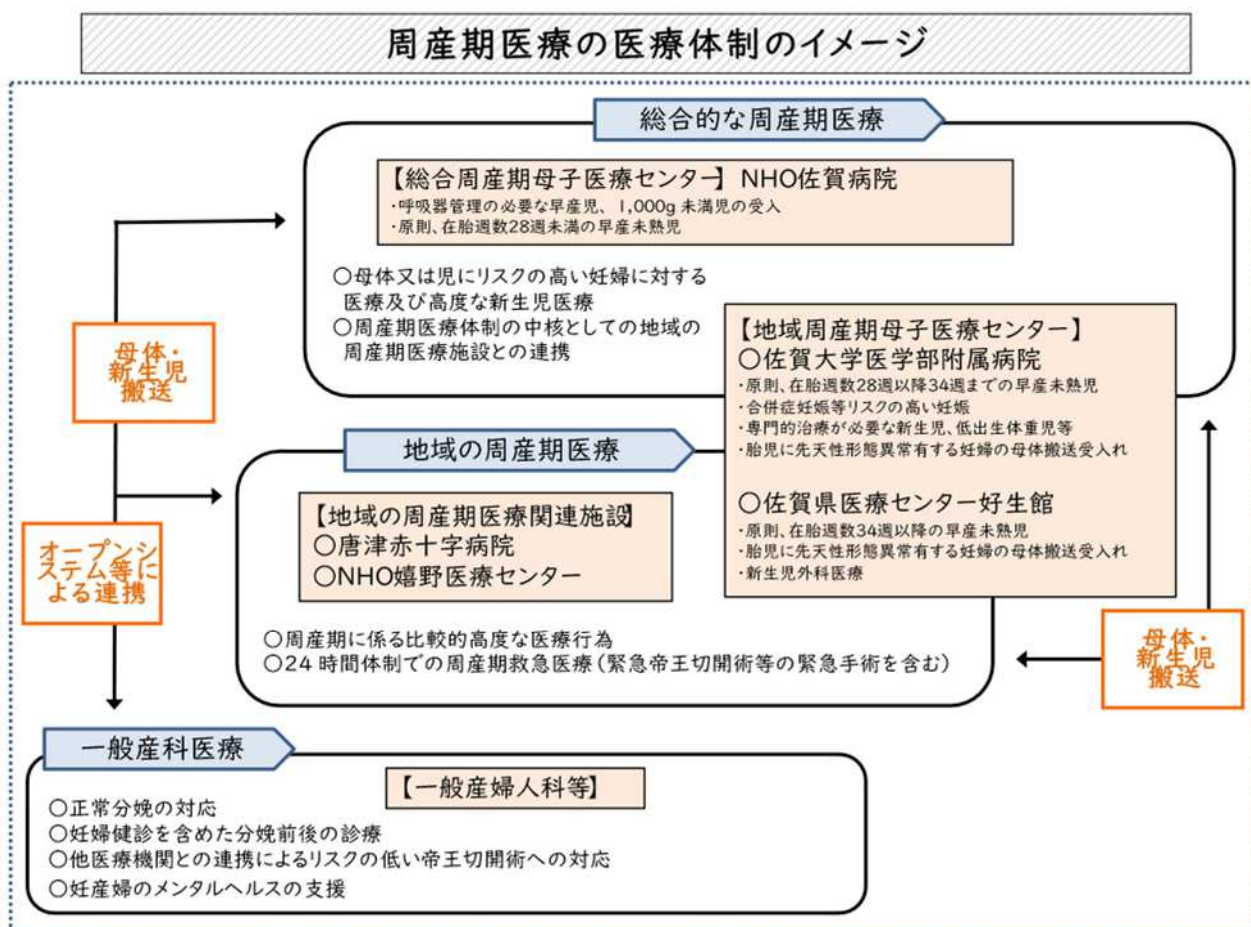 周産期医療の医療体制のイメージ
総合的な周産期医療
【総合周産期母子医療センター】NHO佐賀病院
・呼吸器管理の必要な早産児、1,000g未満児の受入
・原則、在胎週数28週未満の早産未熟児
○母体又は児にリスクの高い妊婦に対する
医療及び高度な新生児医療
○周産期医療体制の中核としての地域の
周産期医療施設との連携
【地域周産期母子医療センター】
○佐賀大学医学部附属病院
・原則、在胎週数28週以降34週までの早産未熟児
・合併症妊娠等リスクの高い妊娠
・専門的治療が必要な新生児、低出生体重児等
・胎児に先天性形態異常有する妊婦の母体搬送受入れ
○佐賀県医療センター好生館
・原則、在胎週数34週以降の早産未熟児
・胎児に先天性形態異常有する妊婦の母体搬送受入れ
・新生児外科医療
母体・
新生児
搬送
地域の周産期医療
【地域の周産期医療関連施設】
○唐津赤十字病院
○NHO嬉野医療センター
○周産期に係る比較的高度な医療行為
○24時間体制での周産期救急医療(緊急帝王切開術等の緊急手術を含む)
オープンシ
ステム等に
よる連携
母体・
新生児
搬送
一般産科医療
【一般産婦人科等】
○正常分娩の対応
○妊婦健診を含めた分娩前後の診療
○他医療機関との連携によるリスクの低い帝王切開術への対応
○妊産婦のメンタルヘルスの支援